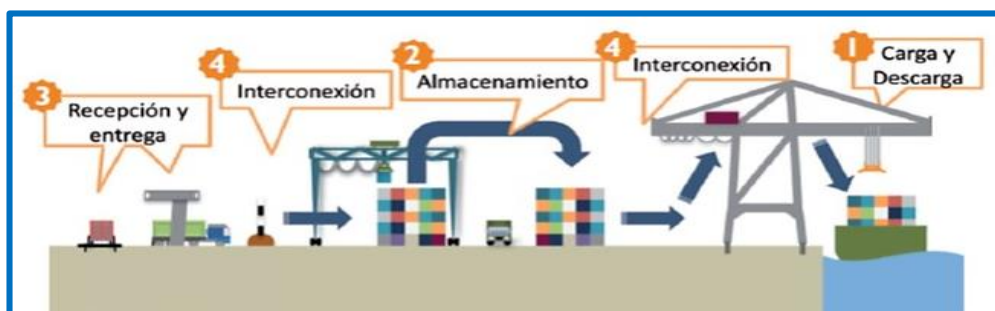 3
Recepción y
entrega
4
Interconexión
2
Almacenamiento
4
Interconexión
1
Carga y
Descarga